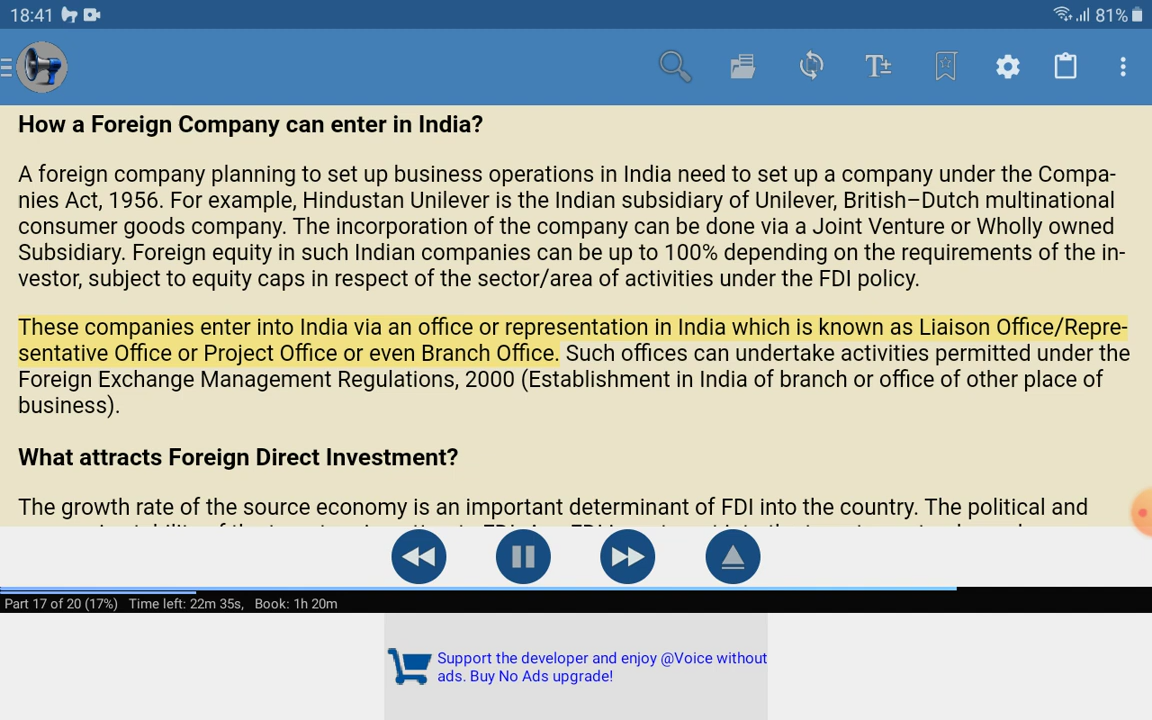 18:41
81%
How a Foreign Company can enter in India?
A foreign company planning to set up business operations in India need to set up a company under the Compa-
nies Act, 1956. For example, Hindustan Unilever is the Indian subsidiary of Unilever, British–Dutch multinational
consumer goods company. The incorporation of the company can be done via a Joint Venture or Wholly owned
Subsidiary. Foreign equity in such Indian companies can be up to 100% depending on the requirements of the in-
vestor, subject to equity caps in respect of the sector/area of activities under the FDI policy.
These companies enter into India via an office or representation in India which is known as Liaison Office/Repre-
sentative Office or Project Office or even Branch Office. Such offices can undertake activities permitted under the
Foreign Exchange Management Regulations, 2000 (Establishment in India of branch or office of other place of
business).
What attracts Foreign Direct Investment?
The growth rate of the source economy is an important determinant of FDI into the country. The political and
Part 17 of 20 (17%) Time left: 22m 35s, Book: 1h 20m
Support the developer and enjoy @Voice without
ads. Buy No Ads upgrade!